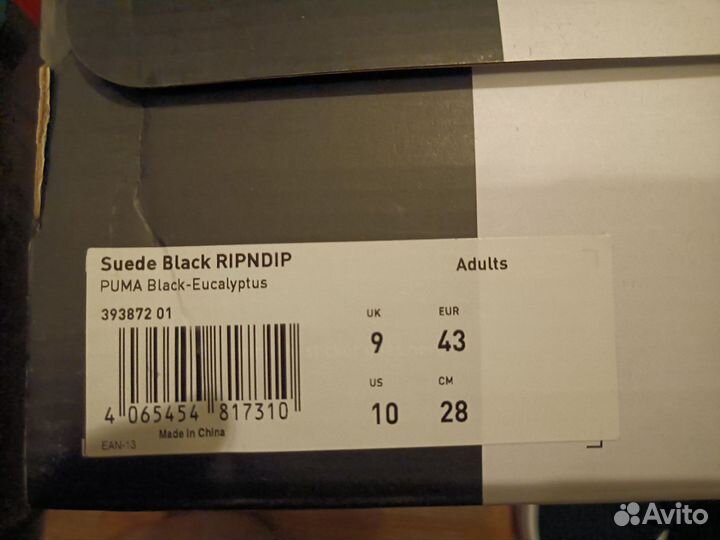 Suede Black RIPNDIP
Adults
PUMA Black-Eucalyptus
393872 01
UK EUR
9 43
US CM
10 28
4 065454 817310
Made in China
EAN-13
Avito